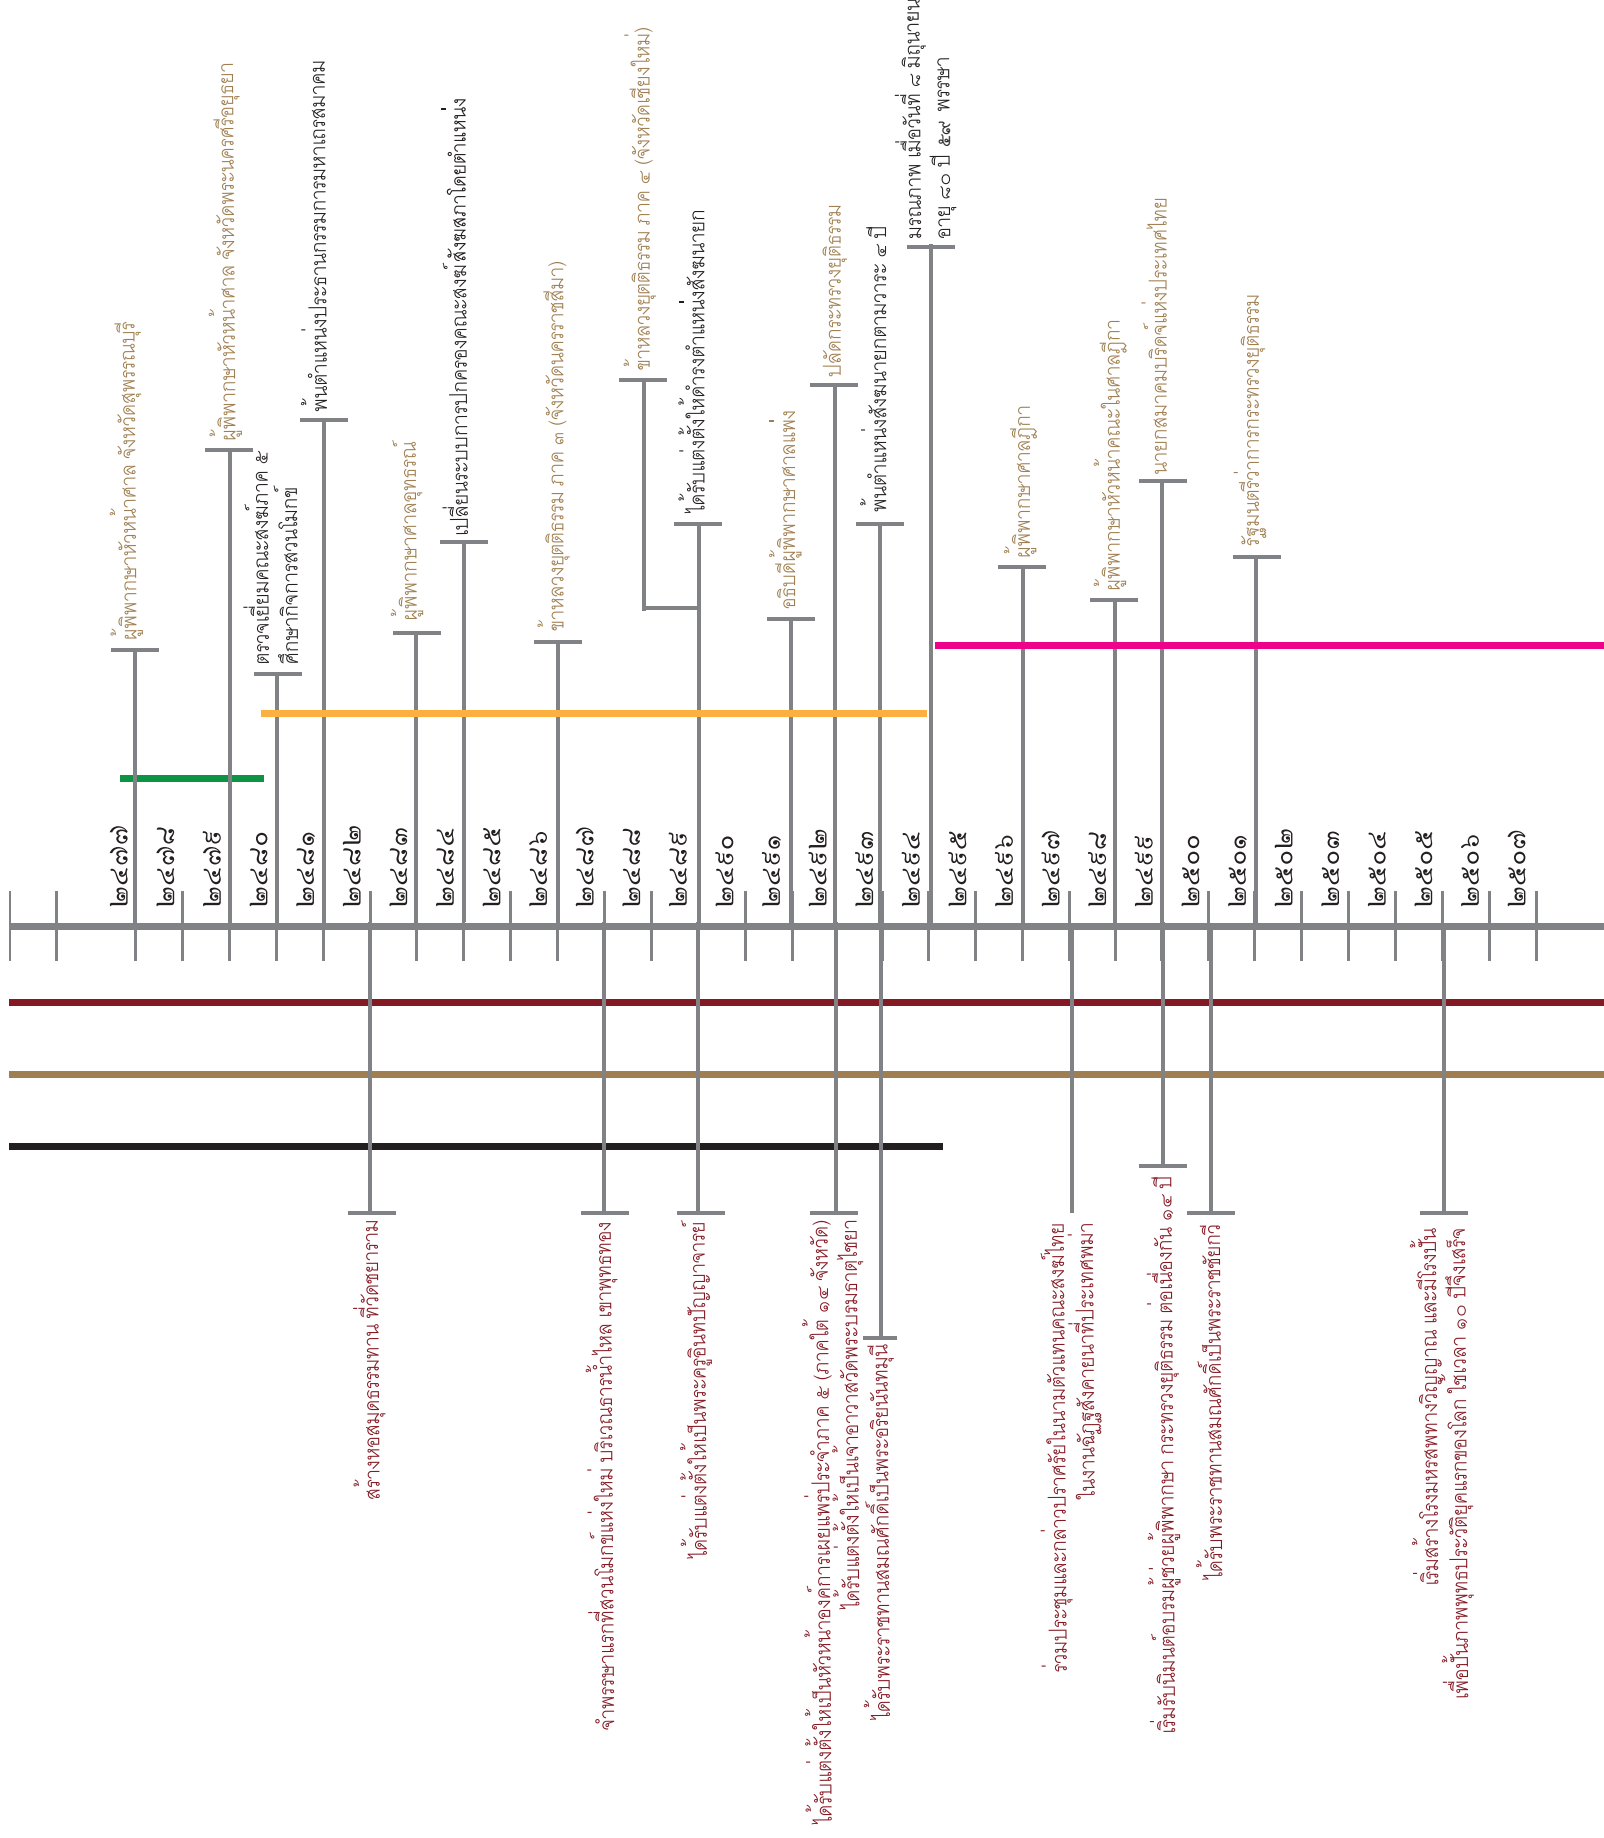 ผู้พิพากษาหัวหน้าศาล จังหวัดสุพรรณบุรี
ผู้พิพากษาหัวหน้าศาล จังหวัดพระนครศรีอยุธยา
ตรวจเยี่ยมคณะสงฆ์ภาค ๕
ศึกษากิจการสวนโมกข์
พ้นตำแหน่งประธานกรรมการมหาเถรสมาคม
ผู้พิพากษาศาลอุทธรณ์
เปลี่ยนระบบการปกครองคณะสงฆ์ สังฆสภาโดยตำแหน่ง
ข้าหลวงยุติธรรม ภาค ๓ (จังหวัดนครราชสีมา)
ข้าหลวงยุติธรรม ภาค ๔ (จังหวัดเชียงใหม่)
ได้รับแต่งตั้งให้ดำรงตำแหน่งสังฆนายก
อธิบดีผู้พิพากษาศาลแพ่ง
ปลัดกระทรวงยุติธรรม
พ้นตำแหน่งสังฆนายกตามวาระ ๔ ปี
มรณภาพ เมื่อวันที่ ๘ มิถุนายน
อายุ ๘๐ ปี ๕๙ พรรษา
ผู้พิพากษาศาลฎีกา
ผู้พิพากษาหัวหน้าคณะในศาลฎีกา
นายกสมาคมบริดจ์แห่งประเทศไทย
รัฐมนตรีว่าการกระทรวงยุติธรรม
๒๔๗๗
๒๔๗๘
๒๔๗๙
๒๔๘๐
๒๔๘๑
๒๔๘๒
๒๔๘๓
๒๔๘๔
๒๔๘๕
๒๔๘๖
๒๔๘๗
๒๔๘๘
๒๔๘๙
๒๔๙๐
๒๔๙๑
๒๔๙๒
๒๔๙๓
๒๔๙๔
๒๔๙๕
๒๔๙๖
๒๔๙๗
๒๔๙๘
๒๔๙๙
๒๕๐๐
๒๕๐๑
๒๕๐๒
๒๕๐๓
๒๕๐๔
๒๕๐๕
๒๕๐๖
๒๕๐๗
สร้างหอสมุดธรรมทาน ที่วัดชยาราม
จำพรรษาแรกที่สวนโมกข์แห่งใหม่ บริเวณธารน้ำไหล เขาพุทธทอง
ได้รับแต่งตั้งให้เป็นพระครูอินทปัญญาจารย์
ได้รับแต่งตั้งให้เป็นหัวหน้าองค์การเผยแพร่ประจำภาค ๕ (ภาคใต้ ๑๔ จังหวัด)
ได้รับแต่งตั้งให้เป็นเจ้าอาวาสวัดพระบรมธาตุไชยา
ได้รับพระราชทานสมณศักดิ์เป็นพระอริยนันทมุนี
ร่วมประชุมและกล่าวปราศรัยในนามตัวแทนคณะสงฆ์ไทย
ในงานฉัฏฐสังคายนาที่ประเทศพม่า
เริ่มรับนิมนต์อบรมผู้ช่วยผู้พิพากษา กระทรวงยุติธรรม ต่อเนื่องกัน ๑๔ ปี
ได้รับพระราชทานสมณศักดิ์เป็นพระราชชัยกวี
เริ่มสร้างโรงมหรสพทางวิญญาณ และมีโรงปั้น
เพื่อปั้นภาพพุทธประวัติยุคแรกของโลก ใช้เวลา ๑๐ ปีจึงเสร็จ